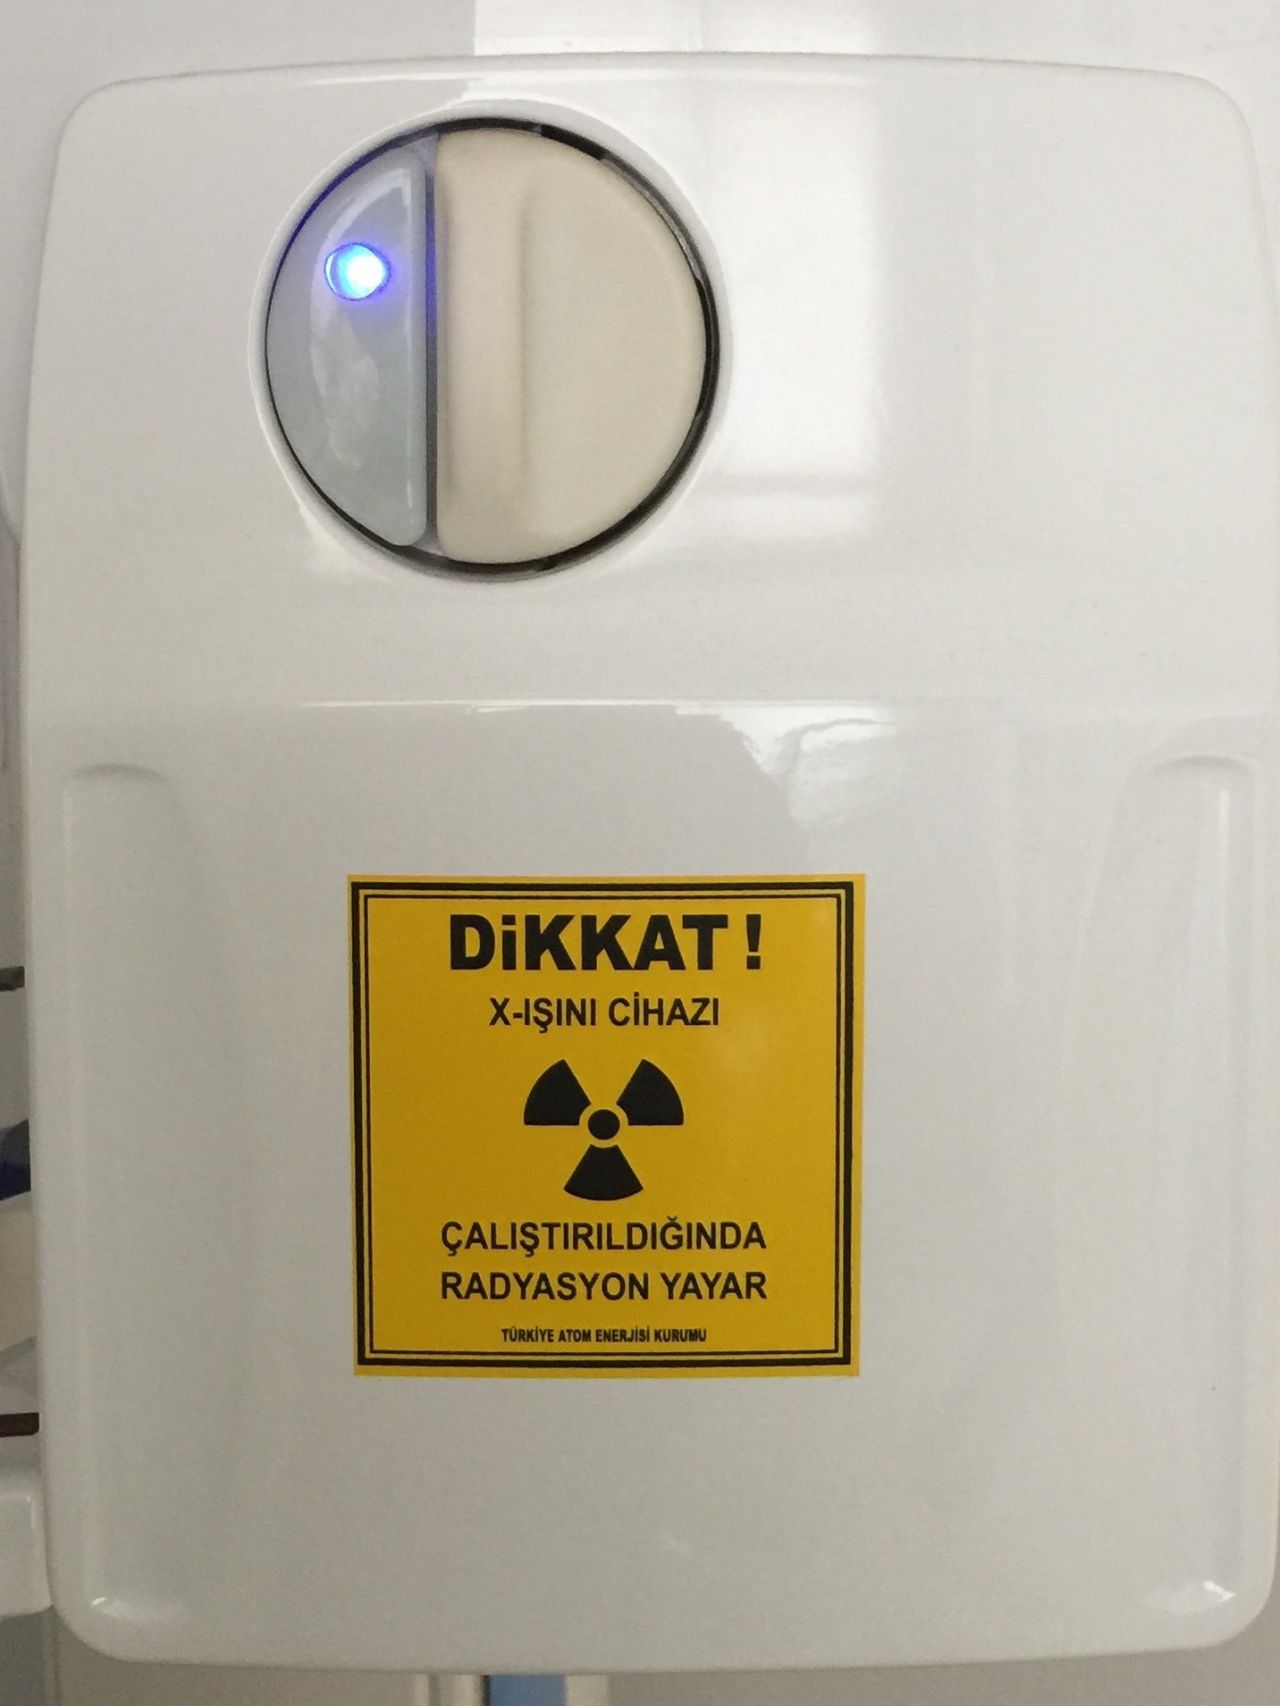 DiKKAT !
X-IŞINI CİHAZI
ÇALIŞTIRILDIĞINDA
RADYASYON YAYAR
TÜRKİYE ATOM ENERJİSİ KURUMU